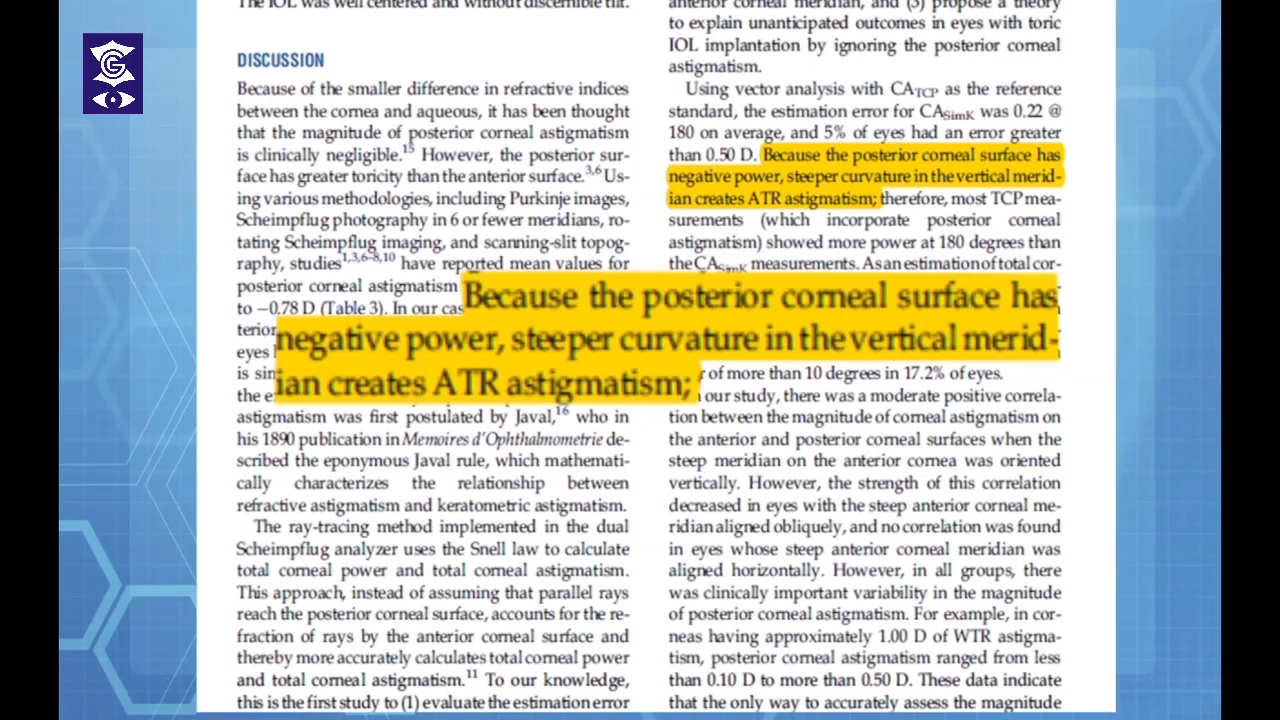 The IOL was well centered and without discernible tilt.
DISCUSSION
Because of the smaller difference in refractive indices
between the cornea and aqueous, it has been thought
that the magnitude of posterior corneal astigmatism
is clinically negligible.15 However, the posterior sur-
face has greater toricity than the anterior surface.3,6 Us-
ing various methodologies, including Purkinje images,
Scheimpflug photography in 6 or fewer meridians, ro-
tating Scheimpflug imaging, and scanning-slit topog-
raphy, studies1,3,6–8,10 have reported mean values for
posterior corneal astigmatism
to −0.78 D (Table 3). In our cas
terior
eyes
is sin
the e
astigmatism was first postulated by Javal,16 who in
his 1890 publication in Memoires d'Ophthalmometrie de-
scribed the eponymous Javal rule, which mathemati-
cally characterizes the relationship between
refractive astigmatism and keratometric astigmatism.
The ray-tracing method implemented in the dual
Scheimpflug analyzer uses the Snell law to calculate
total corneal power and total corneal astigmatism.
This approach, instead of assuming that parallel rays
reach the posterior corneal surface, accounts for the re-
fraction of rays by the anterior corneal surface and
thereby more accurately calculates total corneal power
and total corneal astigmatism.11 To our knowledge,
this is the first study to (1) evaluate the estimation error
anterior corneal meridian, and (3) propose a theory
to explain unanticipated outcomes in eyes with toric
IOL implantation by ignoring the posterior corneal
astigmatism.
Using vector analysis with CATCP as the reference
standard, the estimation error for CASimK was 0.22 @
180 on average, and 5% of eyes had an error greater
than 0.50 D. Because the posterior corneal surface has
negative power, steeper curvature in the vertical merid-
ian creates ATR astigmatism; therefore, most TCP mea-
surements (which incorporate posterior corneal
astigmatism) showed more power at 180 degrees than
the CASimK measurements. As an estimation of total cor-
Because the posterior corneal surface has
negative power, steeper curvature in the vertical merid-
ian creates ATR astigmatism;
r of more than 10 degrees in 17.2% of eyes.
our study, there was a moderate positive correla-
tion between the magnitude of corneal astigmatism on
the anterior and posterior corneal surfaces when the
steep meridian on the anterior cornea was oriented
vertically. However, the strength of this correlation
decreased in eyes with the steep anterior corneal me-
ridian aligned obliquely, and no correlation was found
in eyes whose steep anterior corneal meridian was
aligned horizontally. However, in all groups, there
was clinically important variability in the magnitude
of posterior corneal astigmatism. For example, in cor-
neas having approximately 1.00 D of WTR astigma-
tism, posterior corneal astigmatism ranged from less
than 0.10 D to more than 0.50 D. These data indicate
that the only way to accurately assess the magnitude